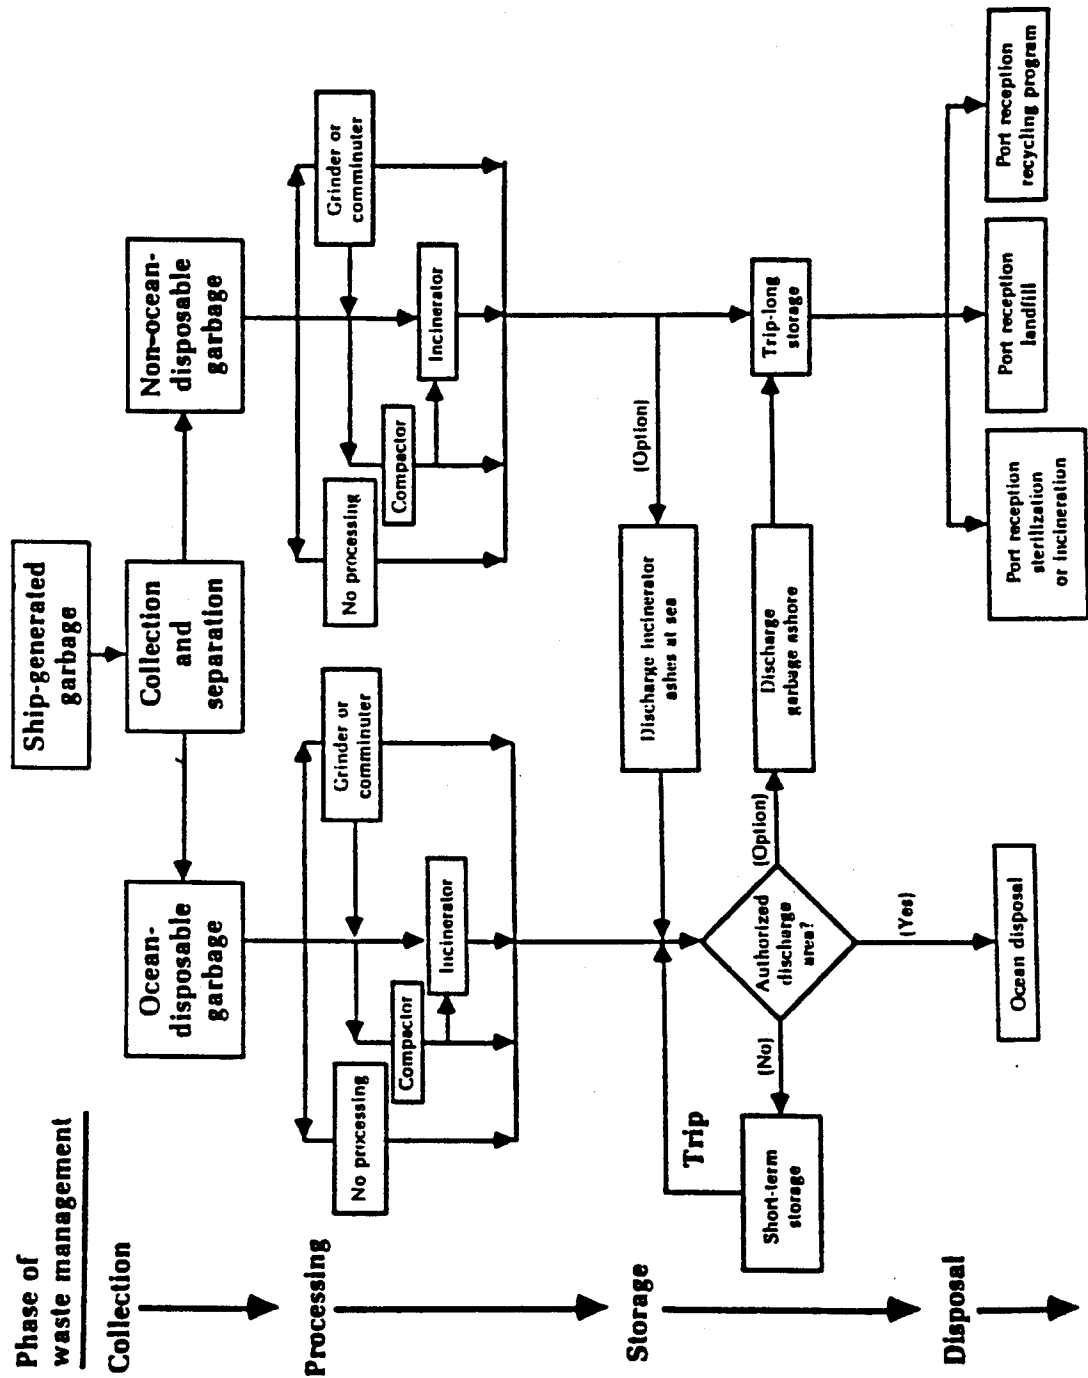 Phase of
waste management
Collection
Processing
Storage
Disposal
Ship-generated
garbage
Collection
and
separation
Ocean-
disposable
garbage
Non-ocean-
disposable
garbage
No processing
Compactor
Incinerator
Grinder or
comminuter
No processing
Compactor
Incinerator
Grinder or
comminuter
Trip
Short-term
storage
(No)
Authorized
discharge
area?
(Option)
(Yes)
Discharge incinerator
ashes at sea
(Option)
Discharge
garbage ashore
Trip-long
storage
Ocean disposal
Port reception
sterilization
or incineration
Port reception
landfill
Port reception
recycling program